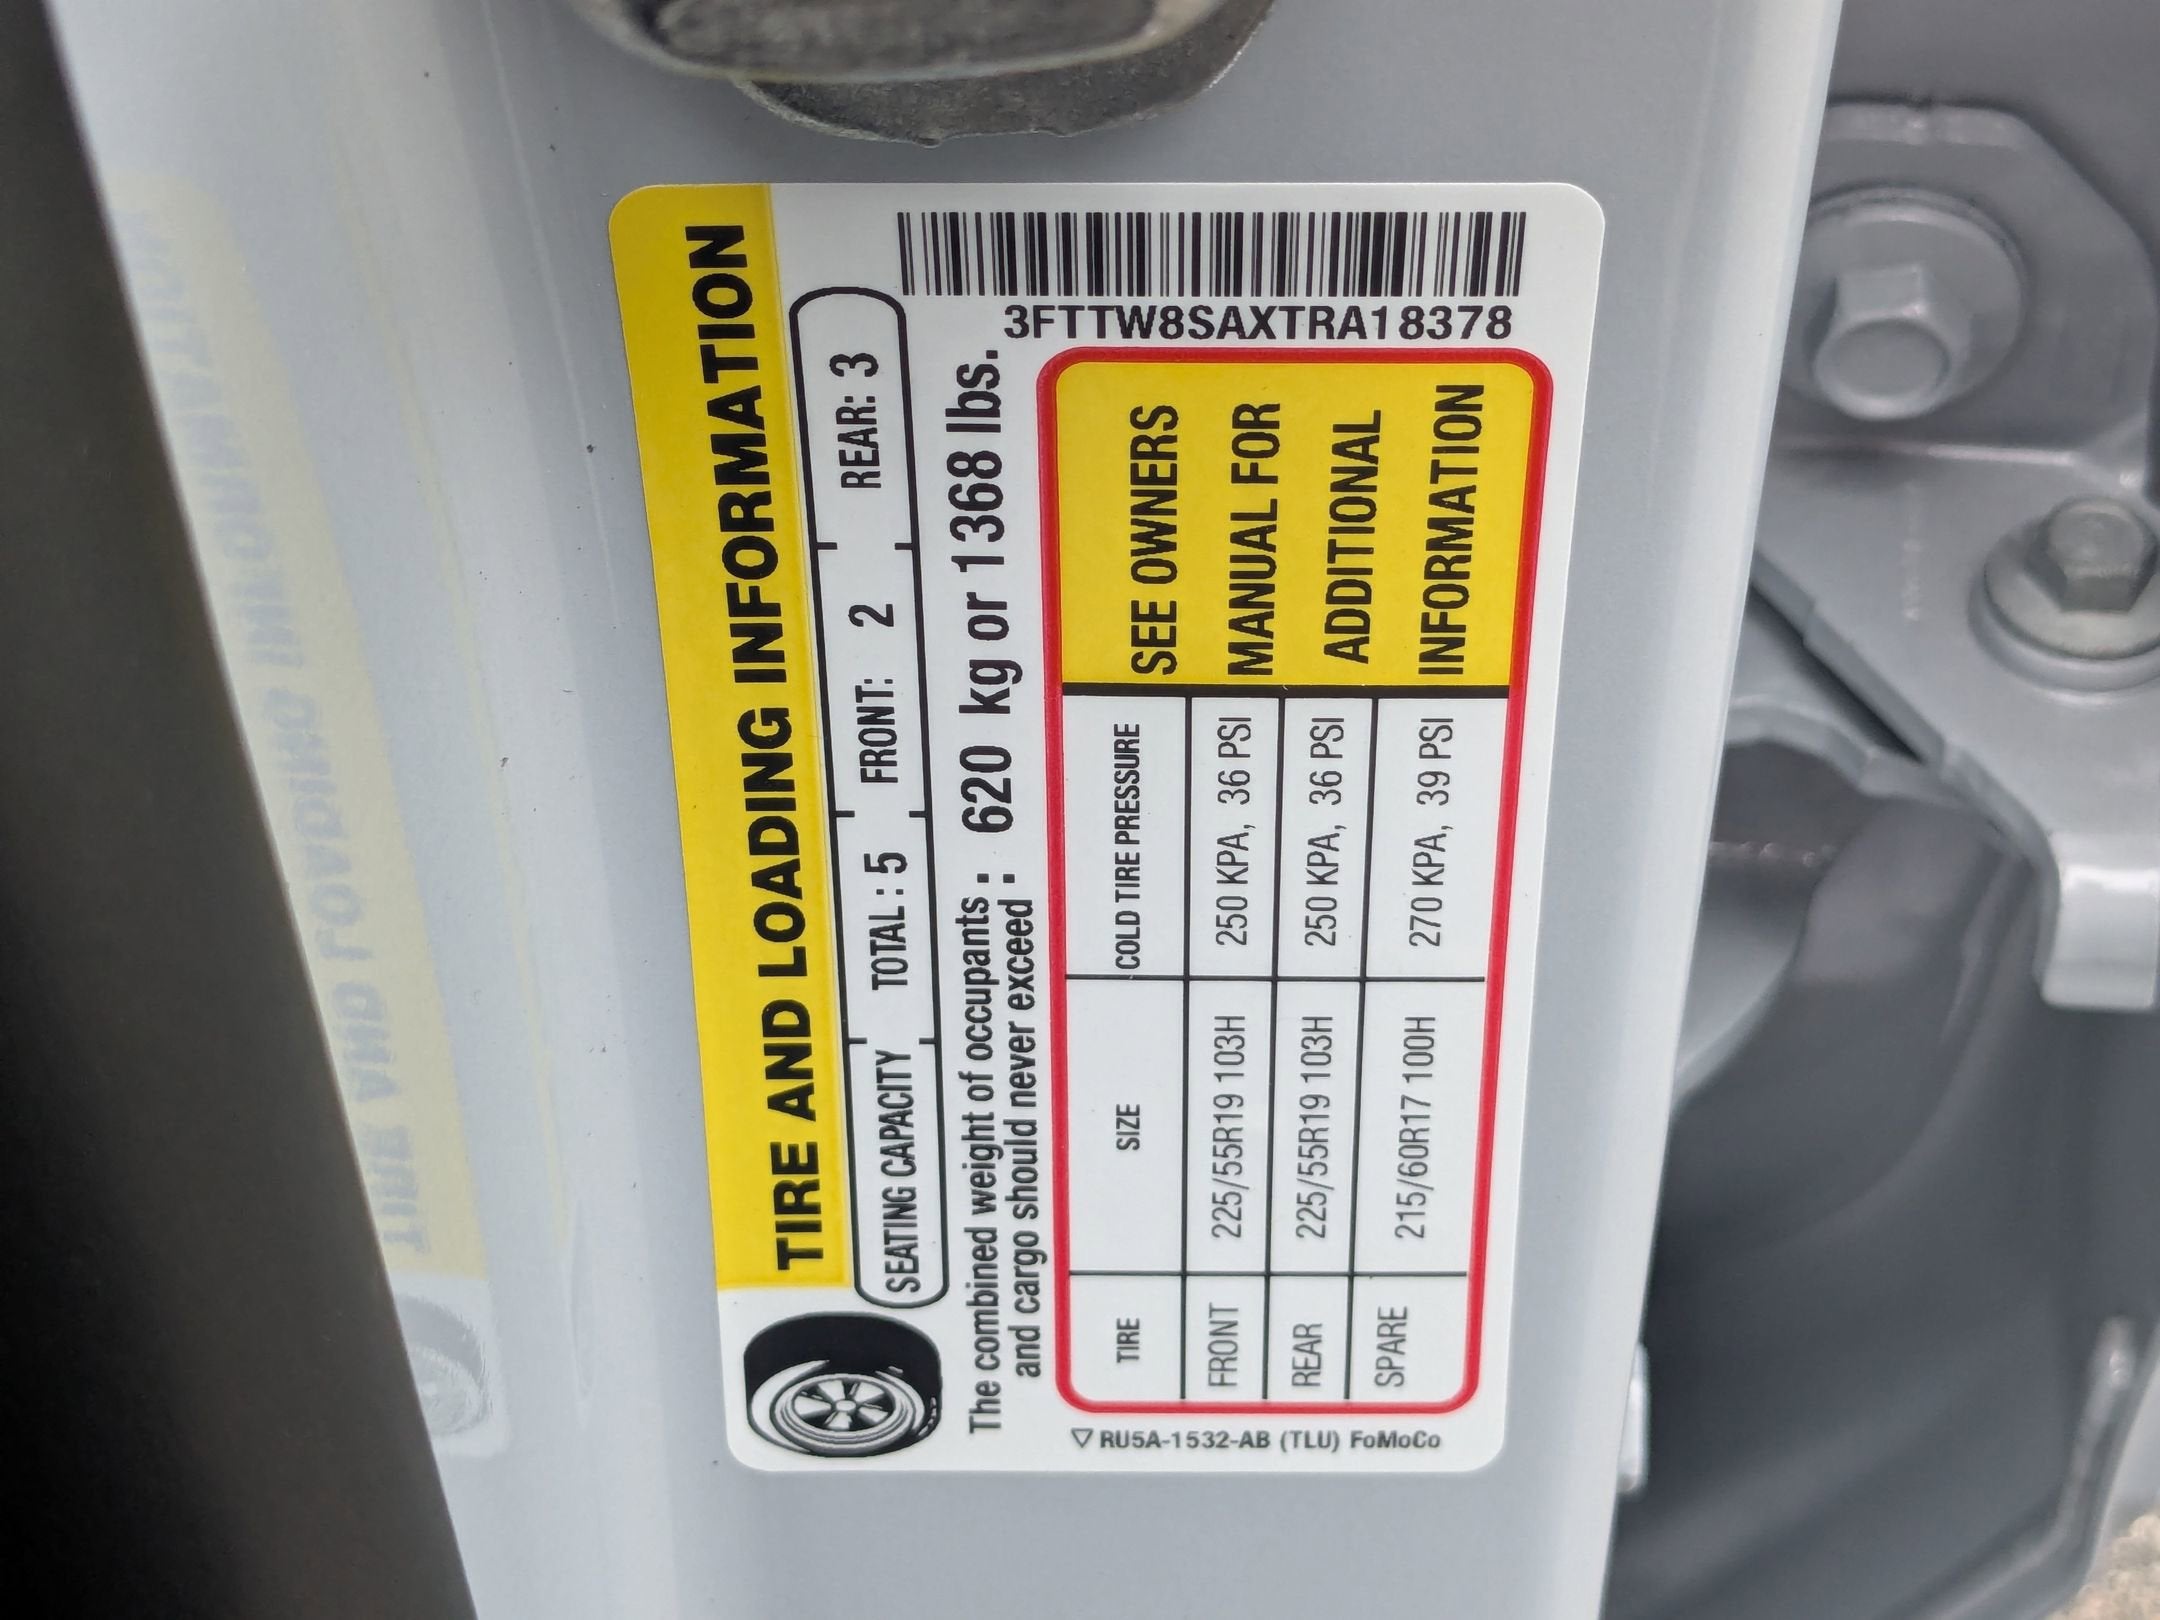 TIRE AND LOADING INFORMATION
SEATING CAPACITY TOTAL : 5 FRONT: 2 REAR: 3
The combined weight of occupants : 620 kg or 1368 lbs.
and cargo should never exceed :
3FTTW8SAXTRA18378
TIRE SIZE COLD TIRE PRESSURE SEE OWNERS
FRONT 225/55R19 103H 250 KPA, 36 PSI MANUAL FOR
REAR 225/55R19 103H 250 KPA, 36 PSI ADDITIONAL
SPARE 215/60R17 100H 270 KPA, 39 PSI INFORMATION
RU5A-1532-AB (TLU) FoMoCo